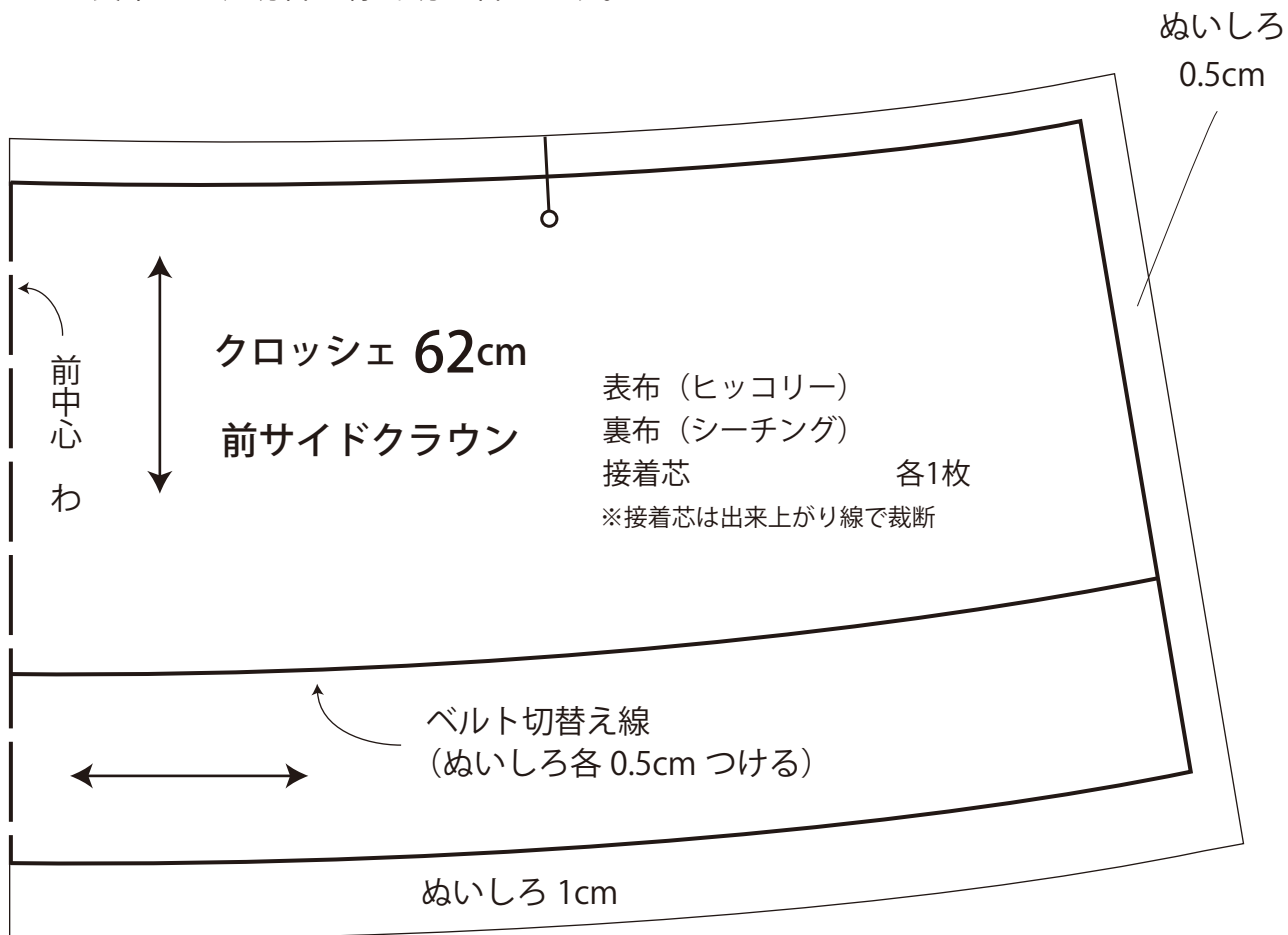 ぬいしろ
0.5cm
クロッシェ 62cm
前サイドクラウン
前中心 わ
表布（ヒッコリー）
裏布（シーチング）
接着芯 各1枚
※接着芯は出来上がり線で裁断
ベルト切替え線
（ぬいしろ各 0.5cm つける）
ぬいしろ 1cm